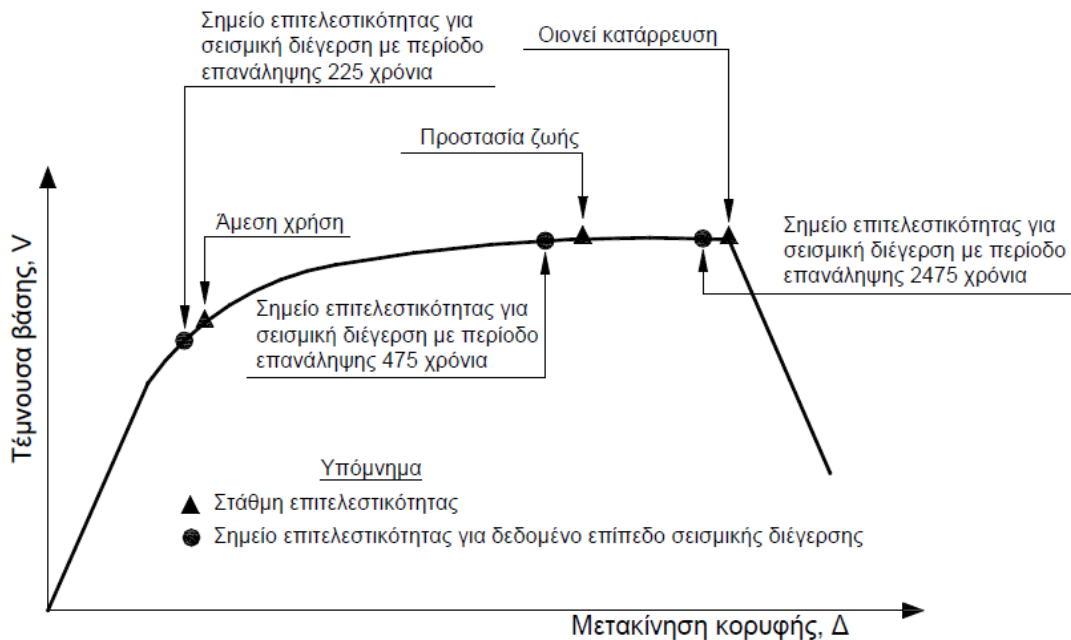 Σημείο επιτελεστικότητας για
σεισμική διέγερση με περίοδο
επανάληψης 225 χρόνια
Οιονεί κατάρρευση
Προστασία ζωής
Άμεση χρήση
Σημείο επιτελεστικότητας για
σεισμική διέγερση με περίοδο
επανάληψης 2475 χρόνια
Σημείο επιτελεστικότητας για
σεισμική διέγερση με περίοδο
επανάληψης 475 χρόνια
Τέμνουσα βάσης, V
Υπόμνημα
Στάθμη επιτελεστικότητας
Σημείο επιτελεστικότητας για δεδομένο επίπεδο σεισμικής διέγερσης
Μετακίνηση κορυφής, Δ